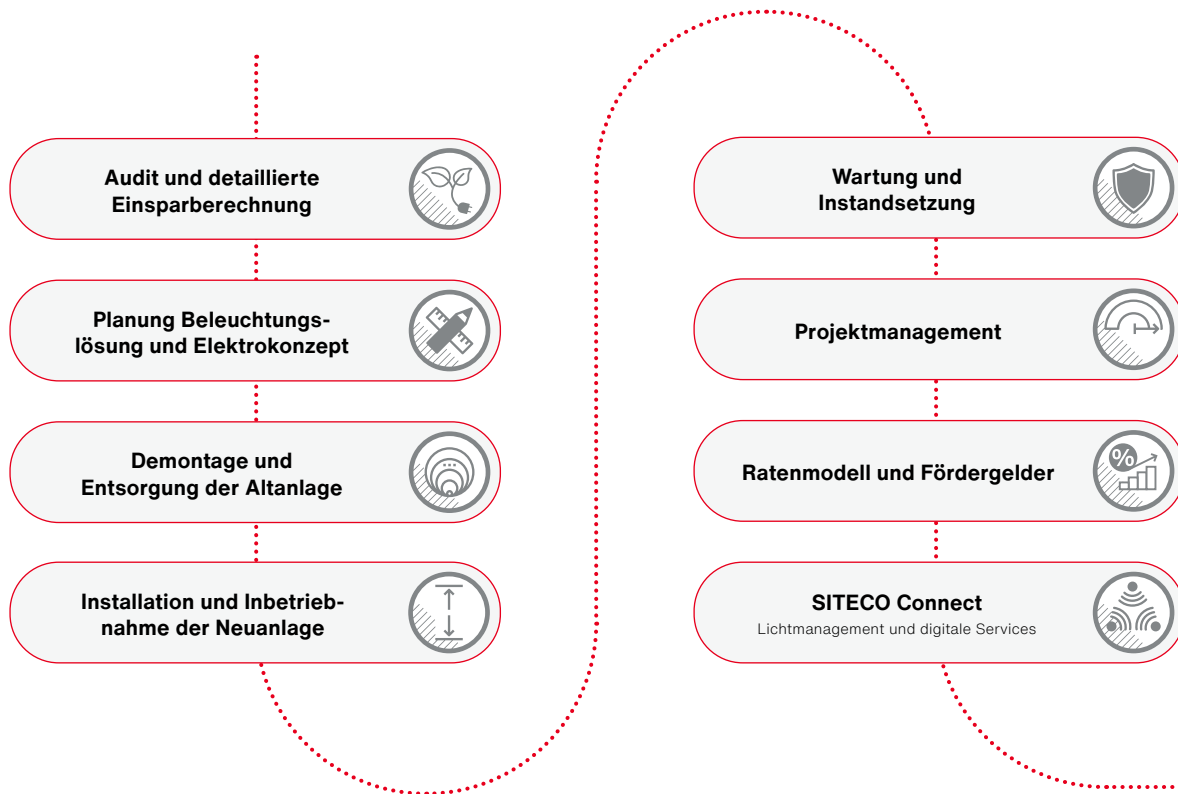 Audit und detaillierte
Einsparberechnung
Planung Beleuchtungs-
lösung und Elektrokonzept
Demontage und
Entsorgung der Altanlage
Installation und Inbetrieb-
nahme der Neuanlage
Wartung und
Instandsetzung
Projektmanagement
Ratenmodell und Fördergelder
%
SITECO Connect
Lichtmanagement und digitale Services